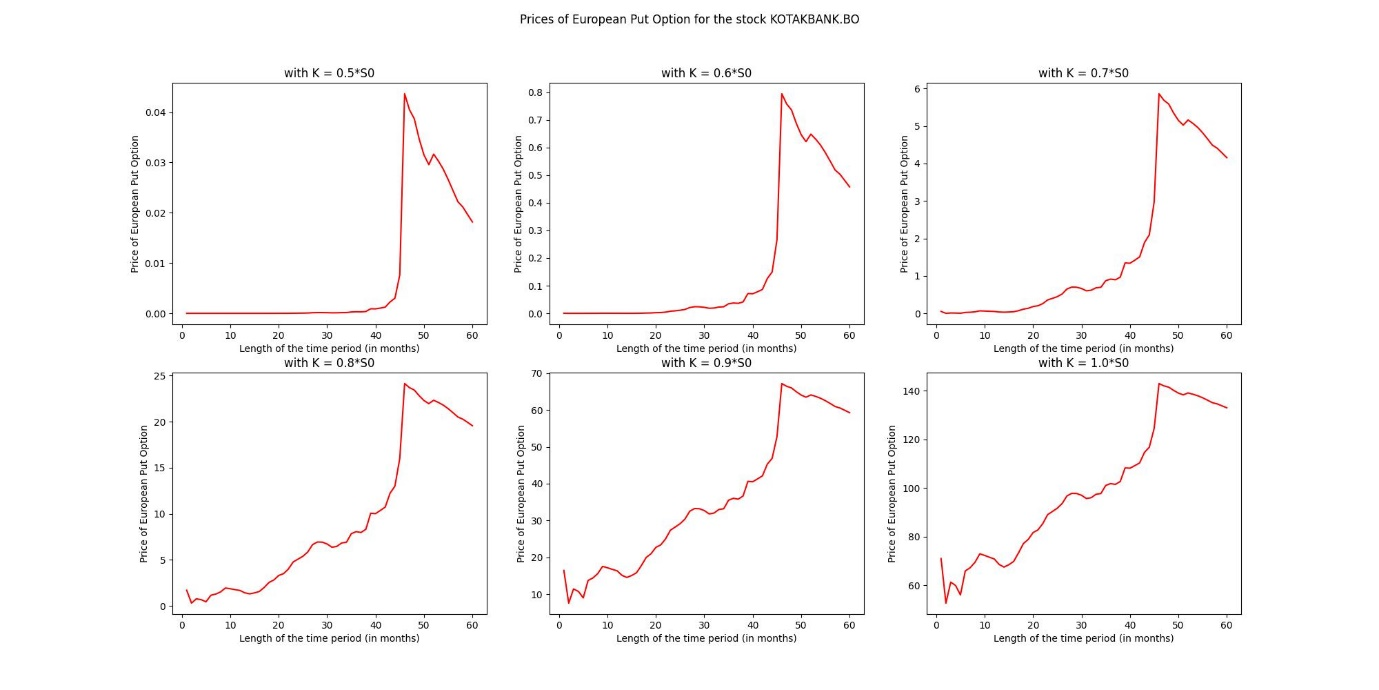 Prices of European Put Option for the stock KOTAKBANK.BO
with K = 0.5*S0
Price of European Put Option
0.04
0.03
0.02
0.01
0.00
0 10 20 30 40 50 60
Length of the time period (in months)
with K = 0.6*S0
Price of European Put Option
0.8
0.7
0.6
0.5
0.4
0.3
0.2
0.1
0.0
0 10 20 30 40 50 60
Length of the time period (in months)
with K = 0.7*S0
Price of European Put Option
6
5
4
3
2
1
0
0 10 20 30 40 50 60
Length of the time period (in months)
with K = 0.8*S0
Price of European Put Option
25
20
15
10
5
0
0 10 20 30 40 50 60
Length of the time period (in months)
with K = 0.9*S0
Price of European Put Option
70
60
50
40
30
20
10
0 10 20 30 40 50 60
Length of the time period (in months)
with K = 1.0*S0
Price of European Put Option
140
120
100
80
60
0 10 20 30 40 50 60
Length of the time period (in months)